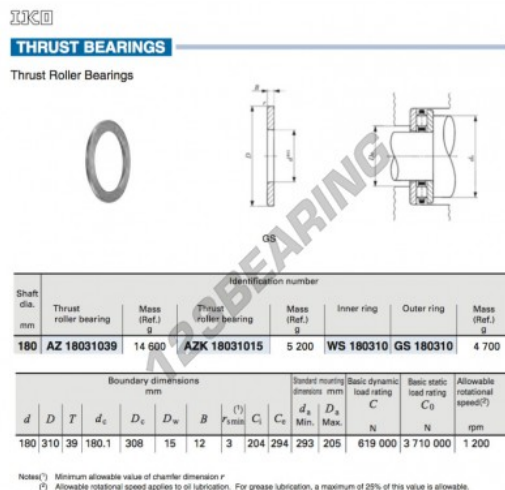 IKO
THRUST BEARINGS
Thrust Roller Bearings
B
r
D
Da
da
GS
123BEARING
Identification number
Shaft dia. mm | Thrust roller bearing | Mass (Ref.) g | Thrust roller bearing | Mass (Ref.) g | Inner ring | Outer ring | Mass (Ref.) g
180 | AZ 18031039 | 14 600 | AZK 18031015 | 5 200 | WS 180310 | GS 180310 | 4 700
Boundary dimensions mm | Standard mounting dimensions mm | Basic dynamic load rating C N | Basic static load rating C0 N | Allowable rotational speed(2) rpm
d | D | T | dc | Dc | Dw | B | rs min(1) | Ci | Ce | da Min. | Da Max.
180 | 310 | 39 | 180.1 | 308 | 15 | 12 | 3 | 204 | 294 | 293 | 205 | 619 000 | 3 710 000 | 1 200
Notes(1) Minimum allowable value of chamfer dimension r
(2) Allowable rotational speed applies to oil lubrication. For grease lubrication, a maximum of 25% of this value is allowable.